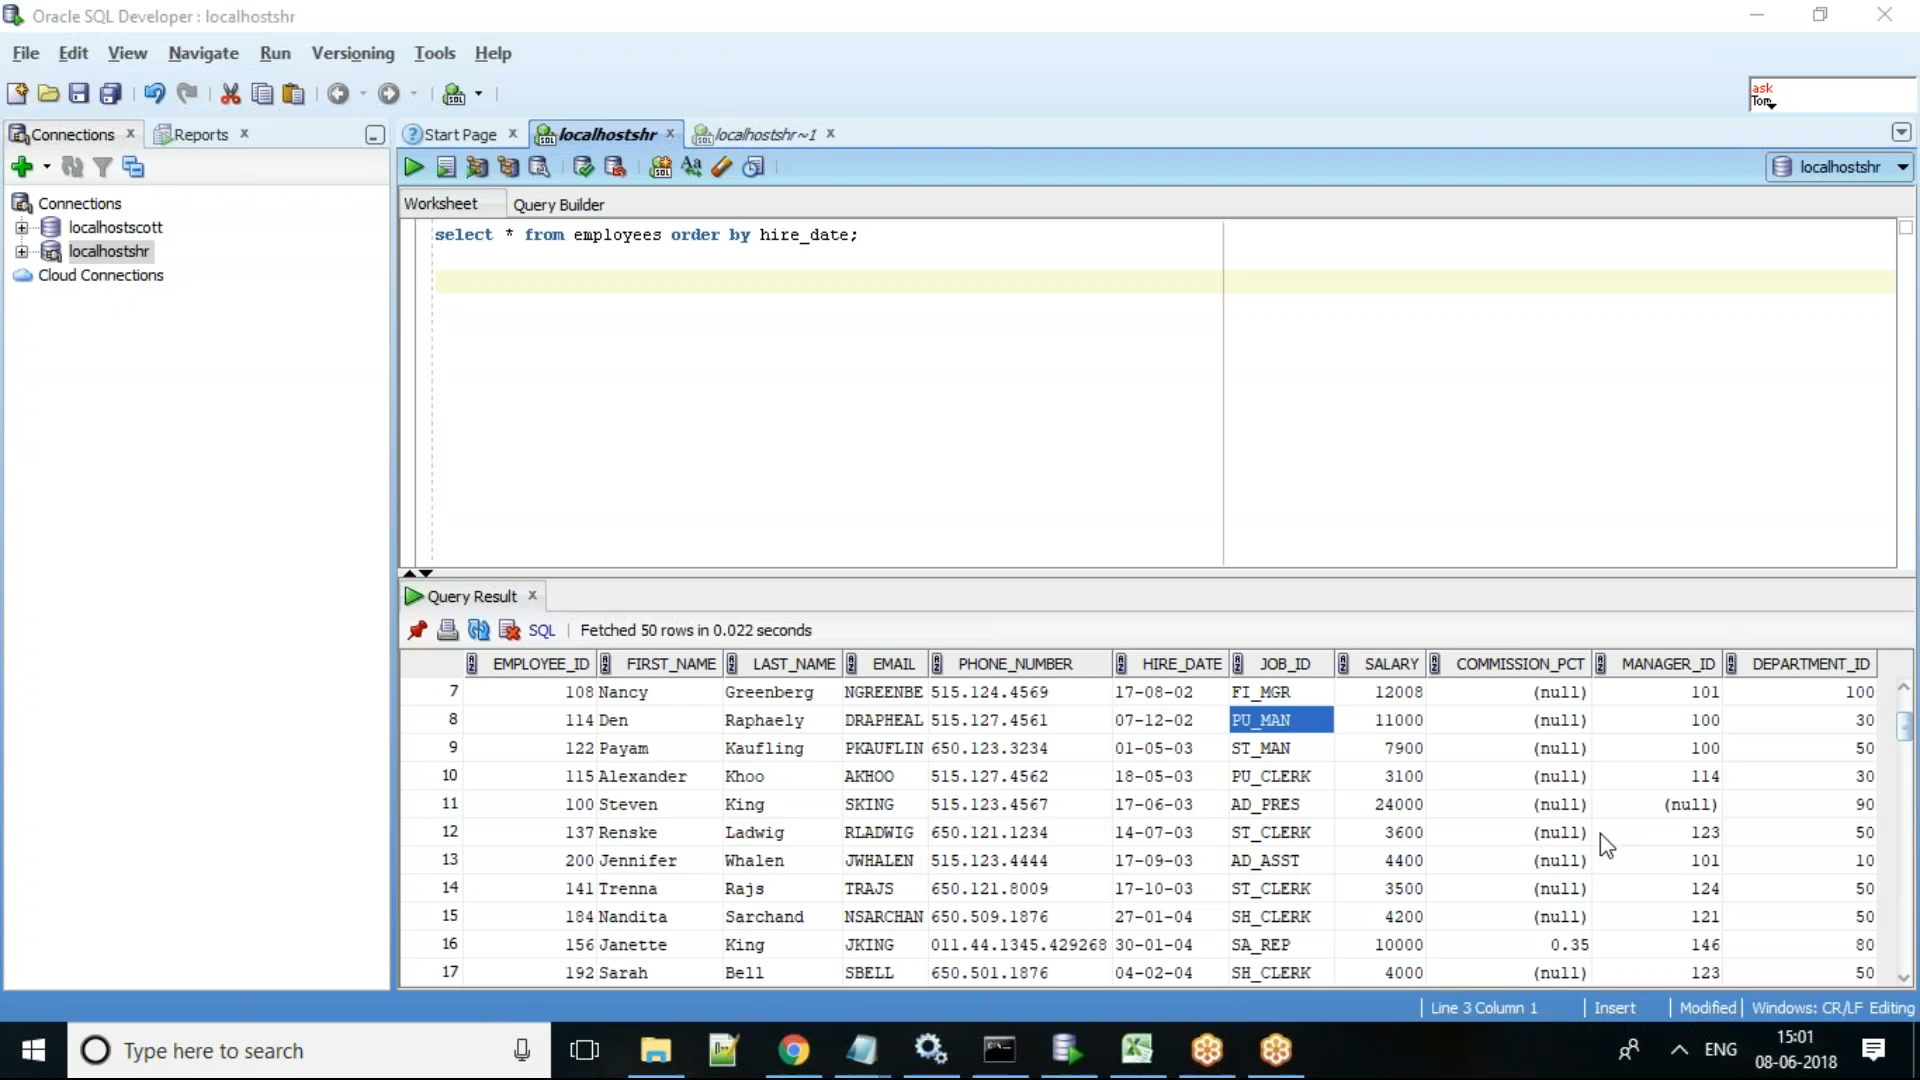 Oracle SQL Developer : localhostshr
File Edit View Navigate Run Versioning Tools Help
ask
Tom
Connections Reports
Start Page localhostshr localhostshr~1
localhostshr
Connections
localhostscott
localhostshr
Cloud Connections
Worksheet Query Builder
select * from employees order by hire_date;
Query Result
SQL Fetched 50 rows in 0.022 seconds
EMPLOYEE_ID FIRST_NAME LAST_NAME EMAIL PHONE_NUMBER HIRE_DATE JOB_ID SALARY COMMISSION_PCT MANAGER_ID DEPARTMENT_ID
7 108 Nancy Greenberg NGREENBE 515.124.4569 17-08-02 FI_MGR 12008 (null) 101 100
8 114 Den Raphaely DRAPHEAL 515.127.4561 07-12-02 PU_MAN 11000 (null) 100 30
9 122 Payam Kaufling PKAUFLIN 650.123.3234 01-05-03 ST_MAN 7900 (null) 100 50
10 115 Alexander Khoo AKHOO 515.127.4562 18-05-03 PU_CLERK 3100 (null) 114 30
11 100 Steven King SKING 515.123.4567 17-06-03 AD_PRES 24000 (null) (null) 90
12 137 Renske Ladwig RLADWIG 650.121.1234 14-07-03 ST_CLERK 3600 (null) 123 50
13 200 Jennifer Whalen JWHALEN 515.123.4444 17-09-03 AD_ASST 4400 (null) 101 10
14 141 Trenna Rajs TRAJS 650.121.8009 17-10-03 ST_CLERK 3500 (null) 124 50
15 184 Nandita Sarchand NSARCHAN 650.509.1876 27-01-04 SH_CLERK 4200 (null) 121 50
16 156 Janette King JKING 011.44.1345.429268 30-01-04 SA_REP 10000 0.35 146 80
17 192 Sarah Bell SBELL 650.501.1876 04-02-04 SH_CLERK 4000 (null) 123 50
Line 3 Column 1 Insert Modified Windows: CR/LF Editing
Type here to search
ENG
15:01
08-06-2018